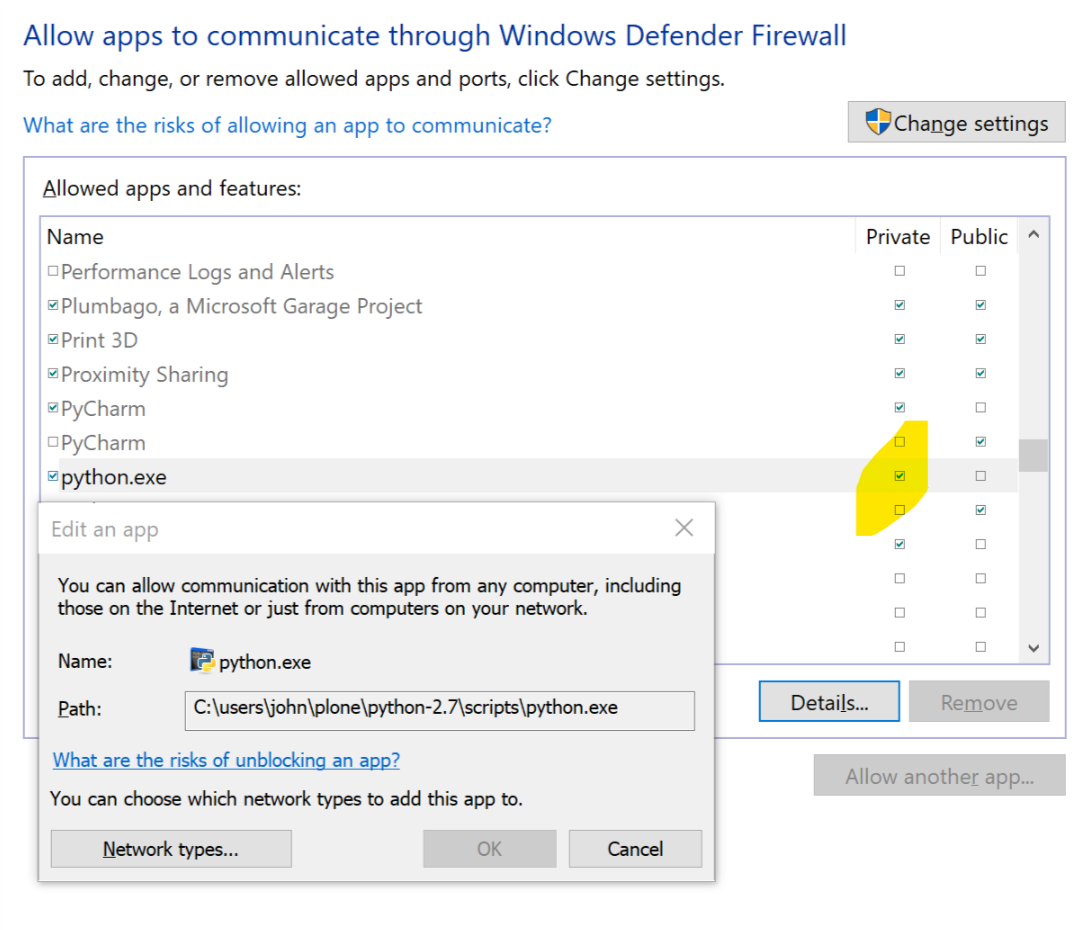 Allow apps to communicate through Windows Defender Firewall
To add, change, or remove allowed apps and ports, click Change settings.
What are the risks of allowing an app to communicate?
Change settings
Allowed apps and features:
Name Private Public
Performance Logs and Alerts
Plumbago, a Microsoft Garage Project
Print 3D
Proximity Sharing
PyCharm
PyCharm
python.exe
Edit an app
You can allow communication with this app from any computer, including
those on the Internet or just from computers on your network.
Name: python.exe
Path: C:\users\john\plone\python-2.7\scripts\python.exe
Details... Remove
What are the risks of unblocking an app?
Allow another app...
You can choose which network types to add this app to.
Network types... OK Cancel